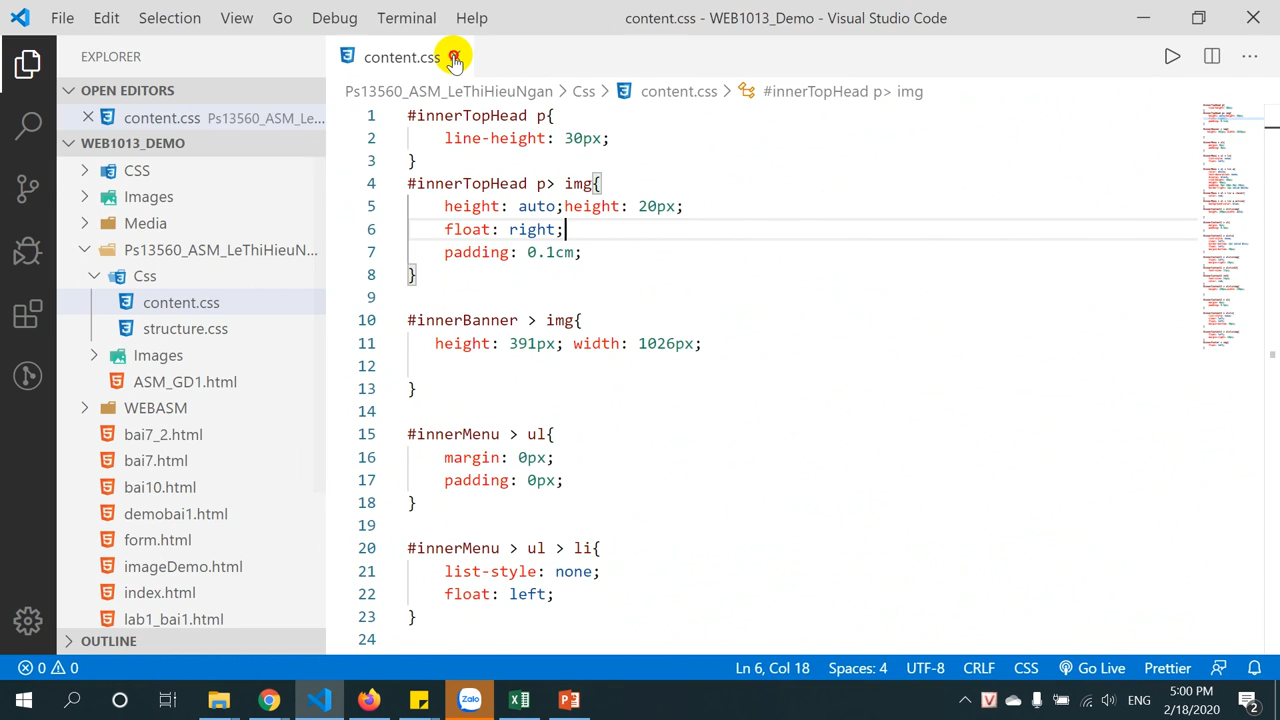 File Edit Selection View Go Debug Terminal Help content.css - WEB1013_Demo - Visual Studio Code
EXPLORER
content.css
OPEN EDITORS
content.css Ps13560_ASM_Le...
WEB1013_DEMO
CSS
Images
Media
Ps13560_ASM_LeThiHieuN...
Css
content.css
structure.css
Images
ASM_GD1.html
WEBASM
bai7_2.html
bai7.html
bai10.html
demobai1.html
form.html
imageDemo.html
index.html
lab1_bai1.html
OUTLINE
Ps13560_ASM_LeThiHieuNgan > Css > content.css > #innerTopHead p> img
1 #innerTopHead p{
2 line-height: 30px;
3 }
4 #innerTopHead p> img{
5 height: auto;height: 20px;
6 float: right;
7 padding: 0.1cm;
8 }
9
10 #innerBanner > img{
11 height: 391px; width: 1026px;
12
13 }
14
15 #innerMenu > ul{
16 margin: 0px;
17 padding: 0px;
18 }
19
20 #innerMenu > ul > li{
21 list-style: none;
22 float: left;
23 }
24
0 0 Ln 6, Col 18 Spaces: 4 UTF-8 CRLF CSS Go Live Prettier
Zalo
ENG
2/18/2020
2